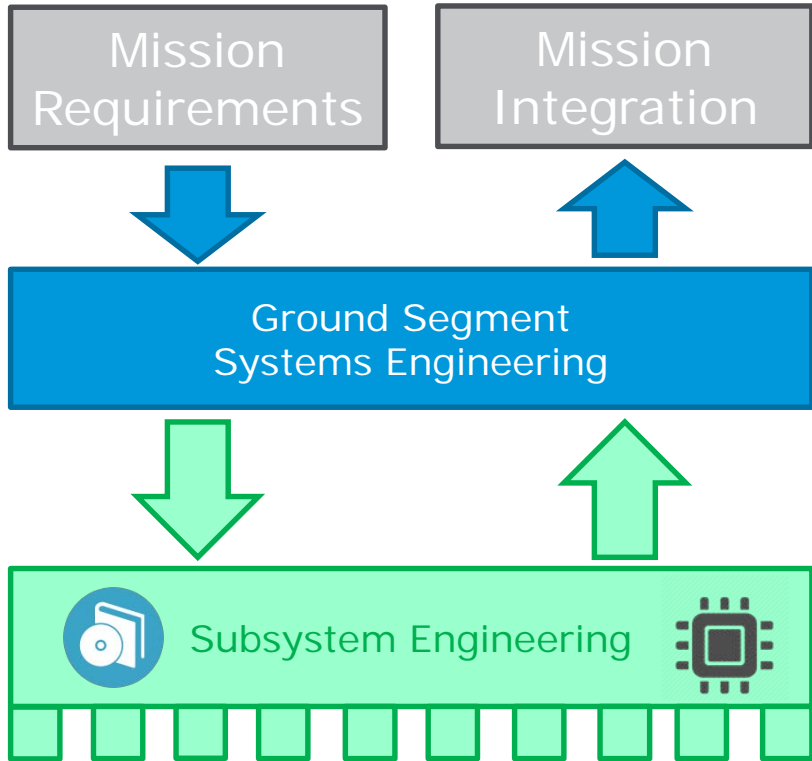 Mission
Requirements
Mission
Integration
Ground Segment
Systems Engineering
Subsystem Engineering